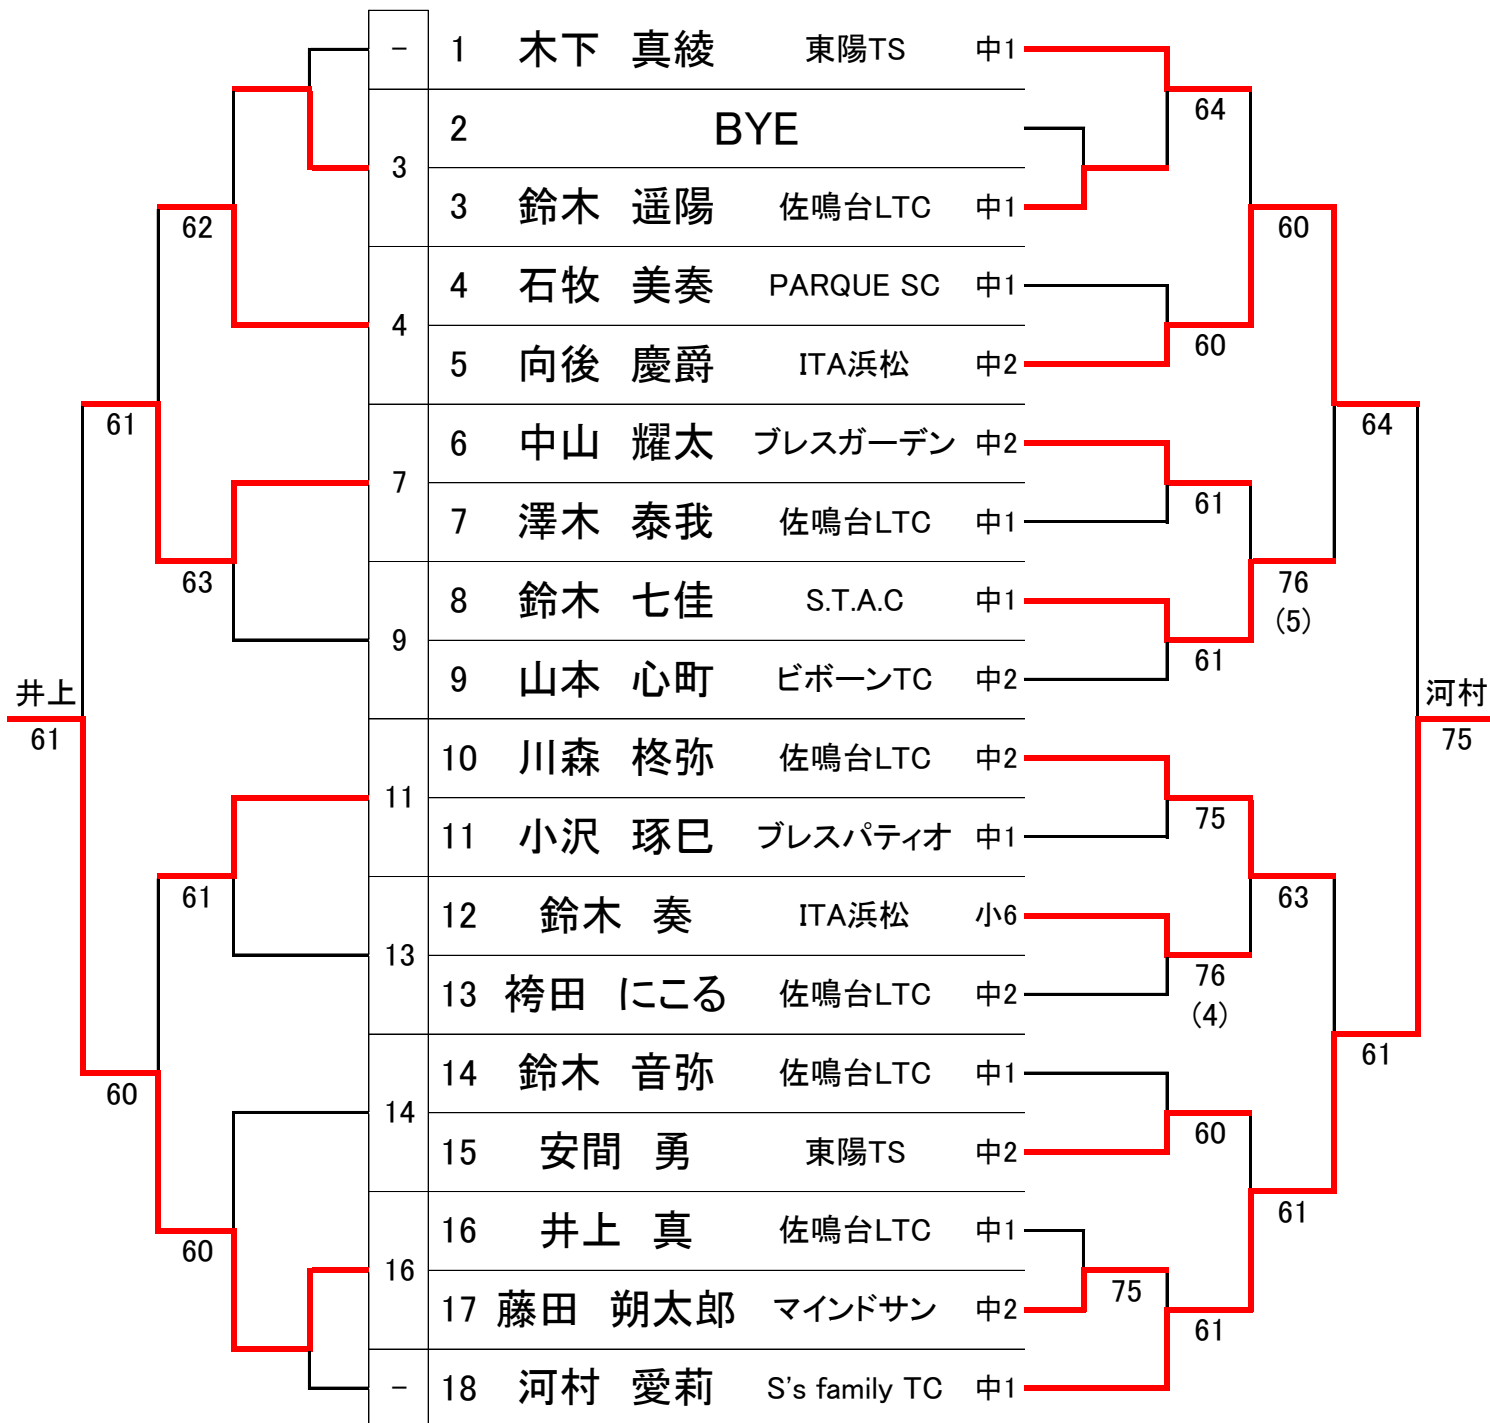 - 1 木下 真綾 東陽TS 中1
64
2 BYE
3
3 鈴木 遥陽 佐鳴台LTC 中1
62
60
4 石牧 美奏 PARQUE SC 中1
4
60
5 向後 慶爵 ITA浜松 中2
61
64
6 中山 耀太 ブレスガーデン 中2
7
61
7 澤木 泰我 佐鳴台LTC 中1
63
76
(5)
8 鈴木 七佳 S.T.A.C 中1
9
61
9 山本 心町 ビボーンTC 中2
井上
61
河村
75
10 川森 柊弥 佐鳴台LTC 中2
11
75
11 小沢 琢巳 ブレスパティオ 中1
61
63
12 鈴木 奏 ITA浜松 小6
13
76
(4)
13 袴田 にこる 佐鳴台LTC 中2
61
14 鈴木 音弥 佐鳴台LTC 中1
60
14
60
15 安間 勇 東陽TS 中2
61
16 井上 真 佐鳴台LTC 中1
60
16
75
17 藤田 朔太郎 マインドサン 中2
61
- 18 河村 愛莉 S's family TC 中1